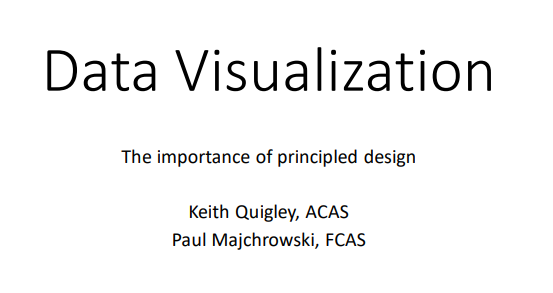 Data Visualization
The importance of principled design
Keith Quigley, ACAS
Paul Majchrowski, FCAS